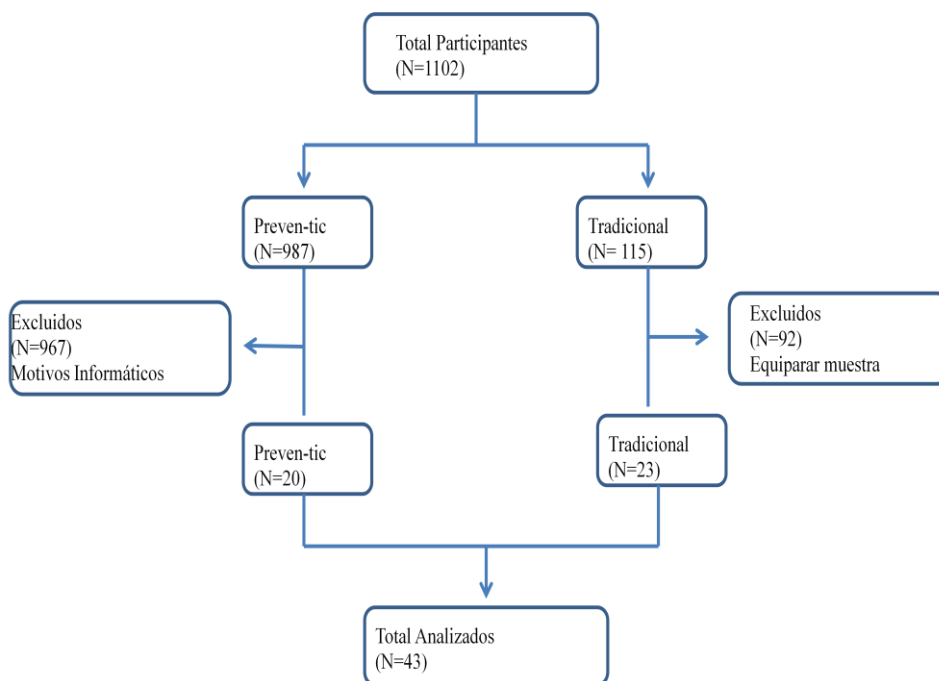 Total Participantes
(N=1102)
Preven-tic
(N=987)
Tradicional
(N= 115)
Excluidos
(N=967)
Motivos Informáticos
Excluidos
(N=92)
Equiparar muestra
Preven-tic
(N=20)
Tradicional
(N=23)
Total Analizados
(N=43)